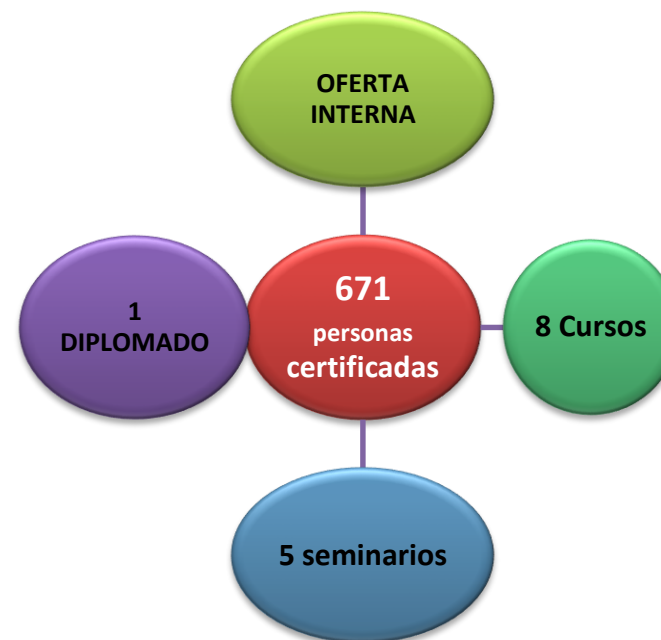 OFERTA
INTERNA
1
DIPLOMADO
671
personas
certificadas
8 Cursos
5 seminarios